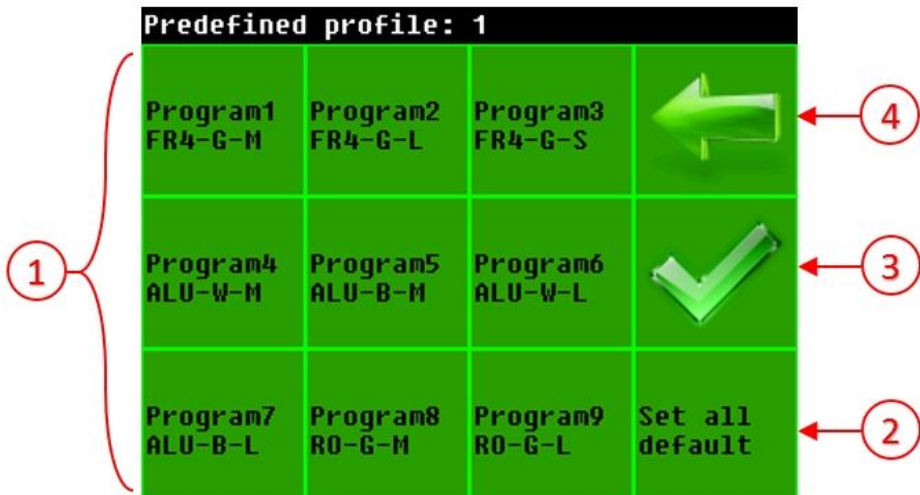 Predefined profile: 1
Program1
FR4-G-M
Program2
FR4-G-L
Program3
FR4-G-S
4
Program4
ALU-W-M
Program5
ALU-B-M
Program6
ALU-W-L
3
1
Program7
ALU-B-L
Program8
RO-G-M
Program9
RO-G-L
Set all
default
2